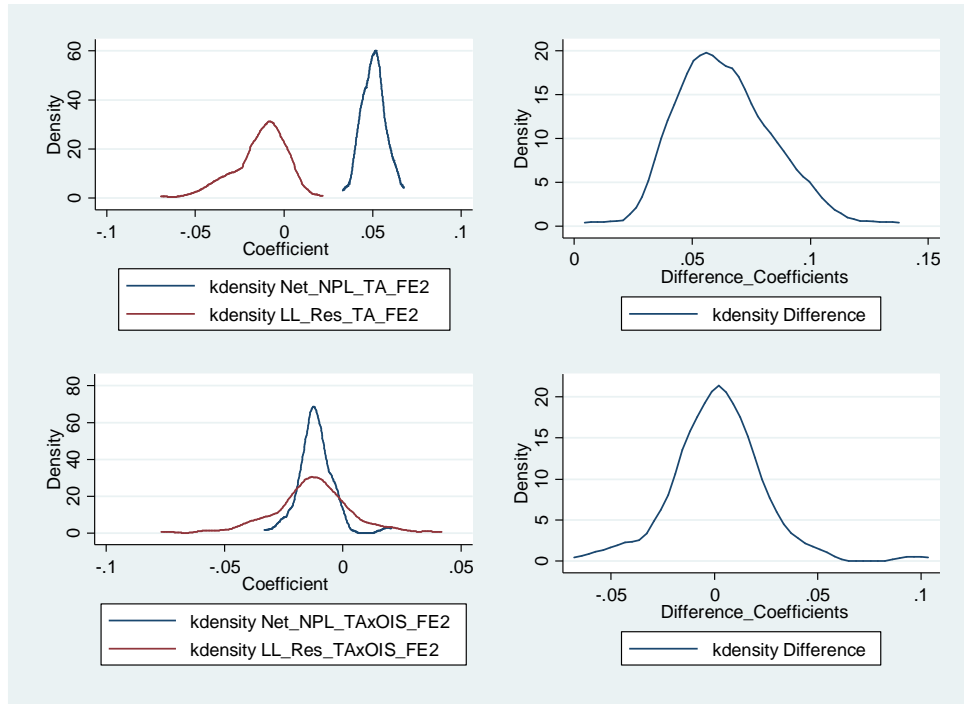 Density
60
40
20
0
-.1
-.05
0
.05
.1
Coefficient
kdensity Net_NPL_TA_FE2
kdensity LL_Res_TA_FE2
Density
20
15
10
5
0
0
.05
.1
.15
Difference_Coefficients
kdensity Difference
Density
80
60
40
20
0
-.1
-.05
0
.05
Coefficient
kdensity Net_NPL_TAxOIS_FE2
kdensity LL_Res_TAxOIS_FE2
Density
20
15
10
5
0
-.05
0
.05
.1
Difference_Coefficients
kdensity Difference